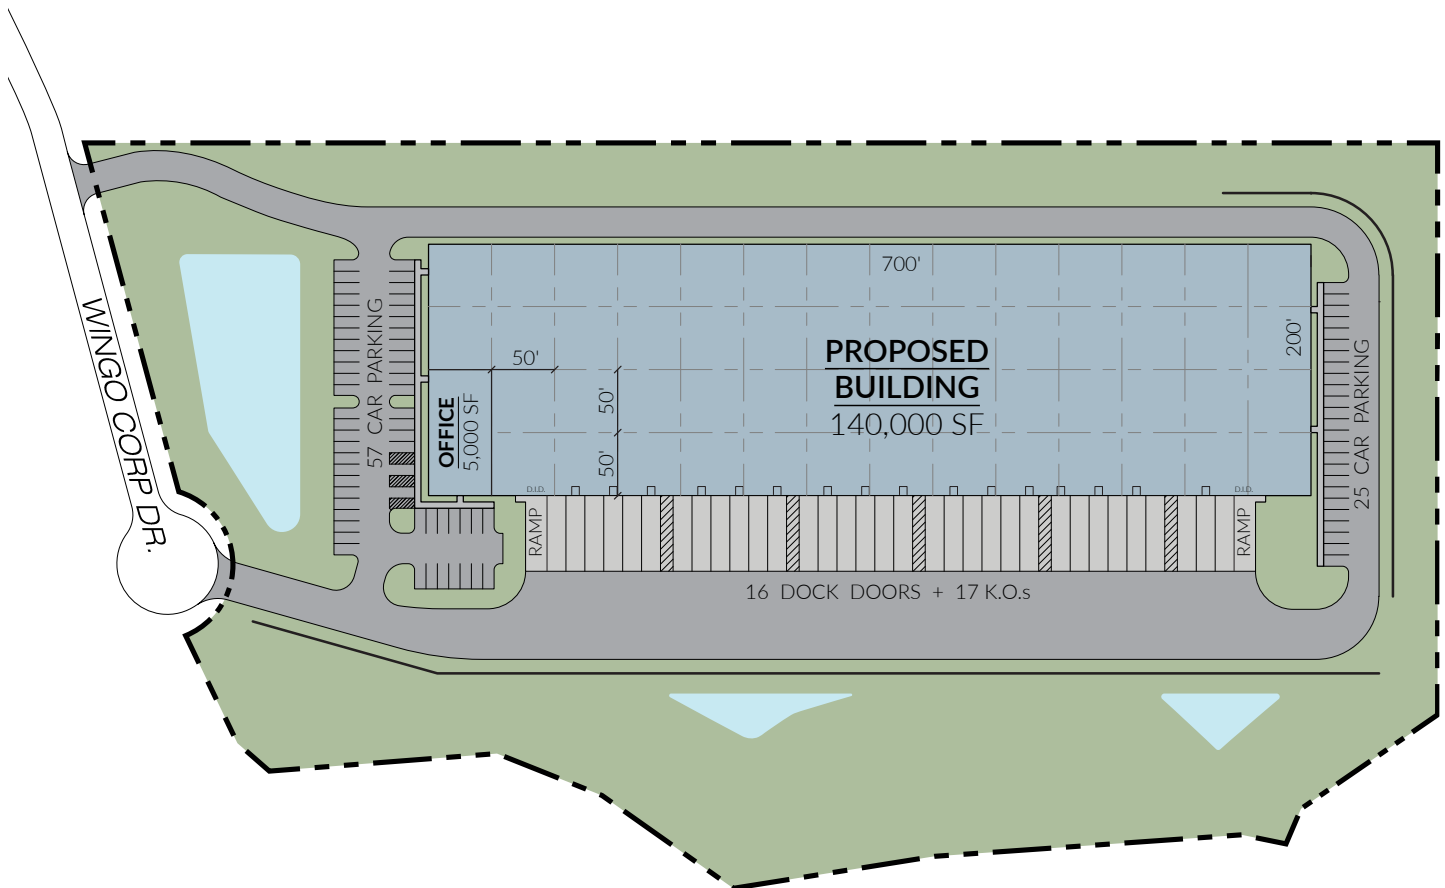 700'
200'
PROPOSED
BUILDING
140,000 SF
50'
50'
50'
OFFICE
5,000 SF
57 CAR PARKING
25 CAR PARKING
WINGO CORP DR.
D.I.D.
D.I.D.
RAMP
RAMP
16 DOCK DOORS + 17 K.O.s